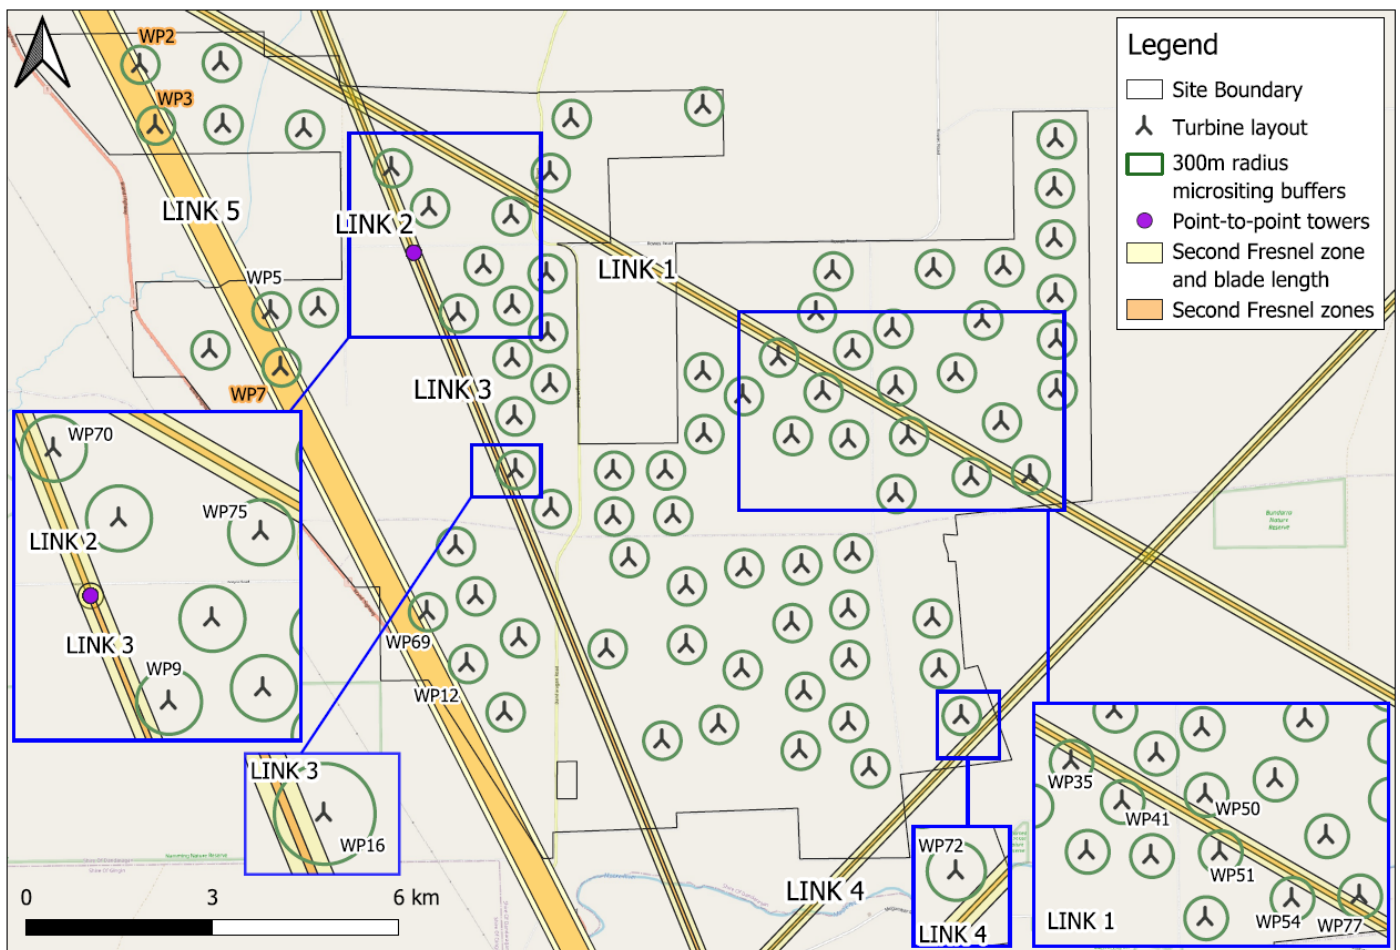 WP2
WP3
LINK 5
LINK 2
LINK 1
WP5
LINK 3
WP7
WP70
WP75
LINK 2
LINK 3
WP9
WP69
WP12
LINK 3
WP16
LINK 4
WP72
LINK 4
WP35
WP41
WP50
WP51
WP54
WP77
LINK 1
Bundarra
Nature
Reserve
0
3
6 km
Legend
Site Boundary
Turbine layout
300m radius
micrositing buffers
Point-to-point towers
Second Fresnel zone
and blade length
Second Fresnel zones